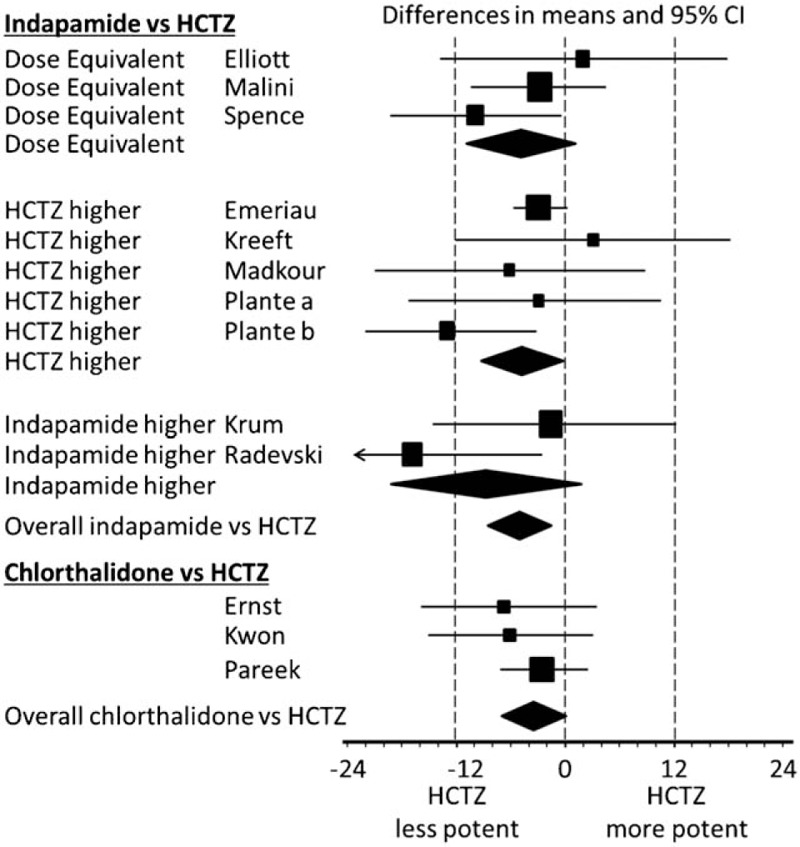 Differences in means and 95% CI
Indapamide vs HCTZ
Dose Equivalent Elliott
Dose Equivalent Malini
Dose Equivalent Spence
Dose Equivalent
HCTZ higher Emeriau
HCTZ higher Kreeft
HCTZ higher Madkour
HCTZ higher Plante a
HCTZ higher Plante b
HCTZ higher
Indapamide higher Krum
Indapamide higher Radevski
Indapamide higher
Overall indapamide vs HCTZ
Chlorthalidone vs HCTZ
Ernst
Kwon
Pareek
Overall chlorthalidone vs HCTZ
-24 -12 0 12 24
HCTZ HCTZ
less potent more potent